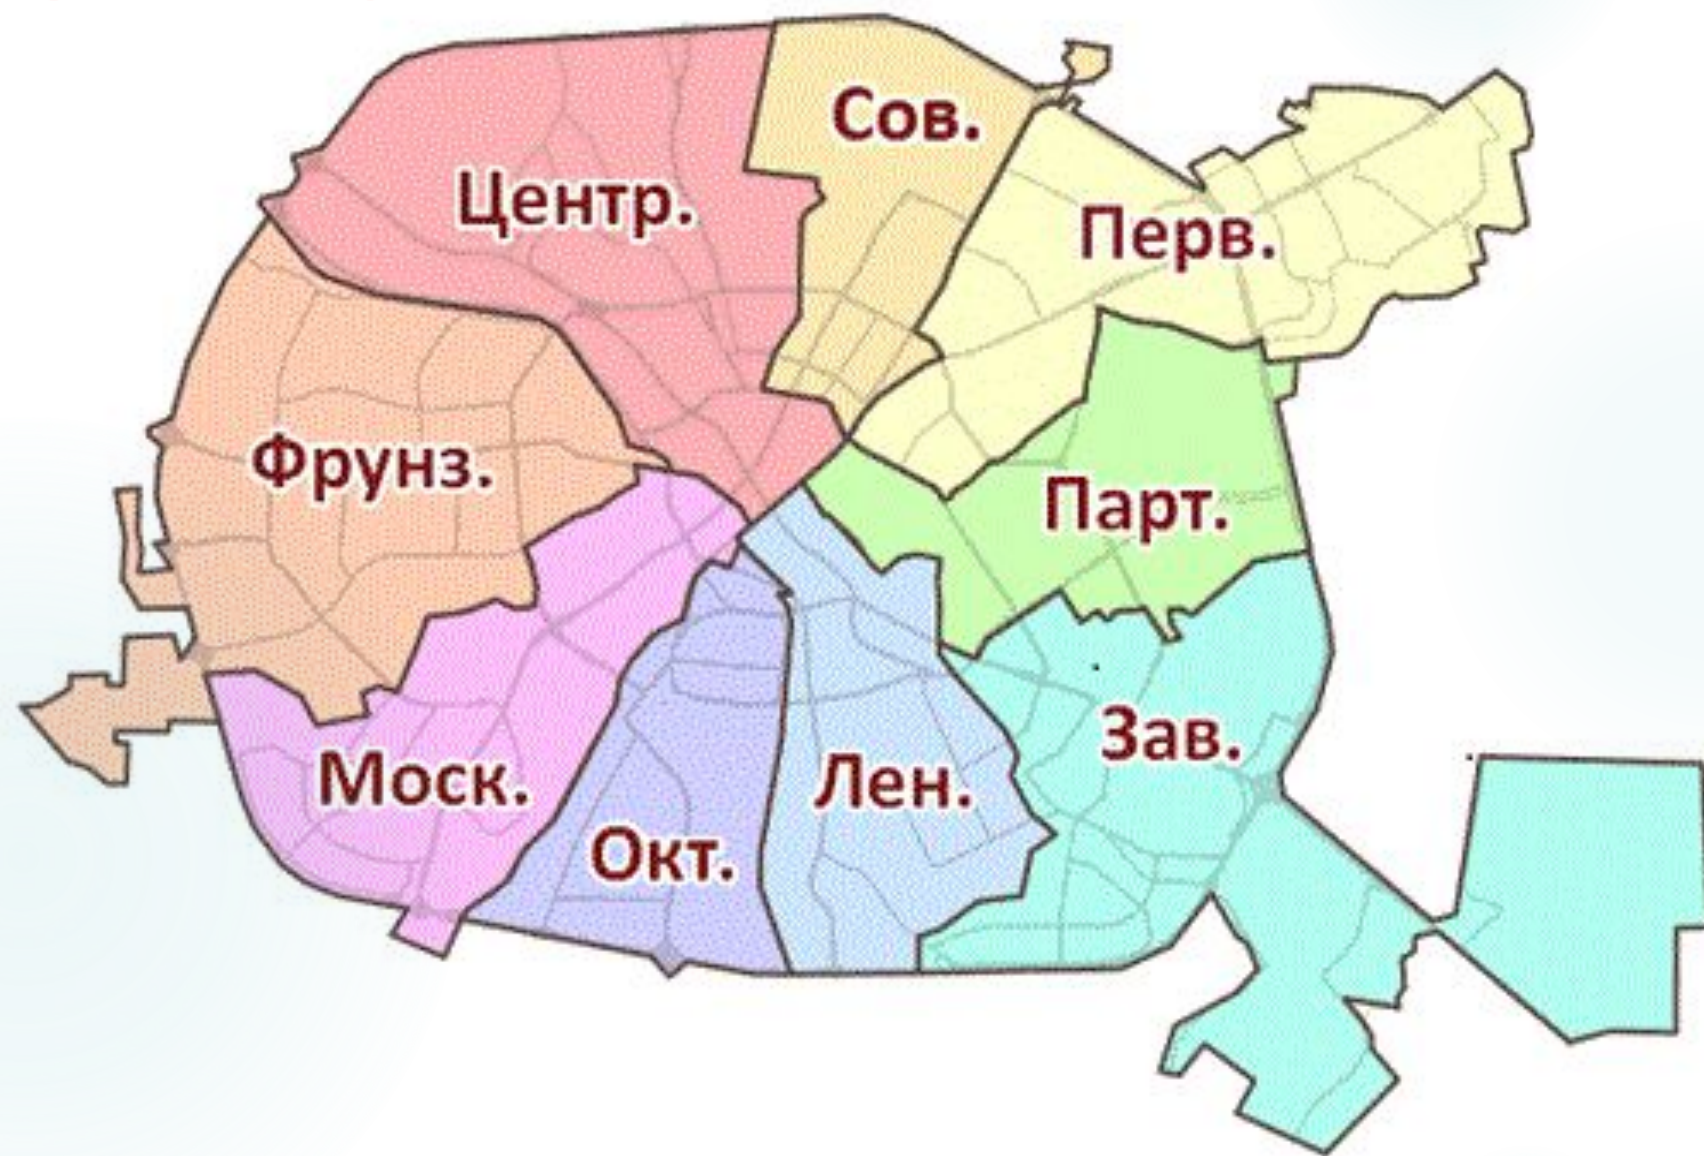 Сов.
Центр.
Перв.
Фрунз.
Парт.
Зав.
Моск.
Лен.
Окт.